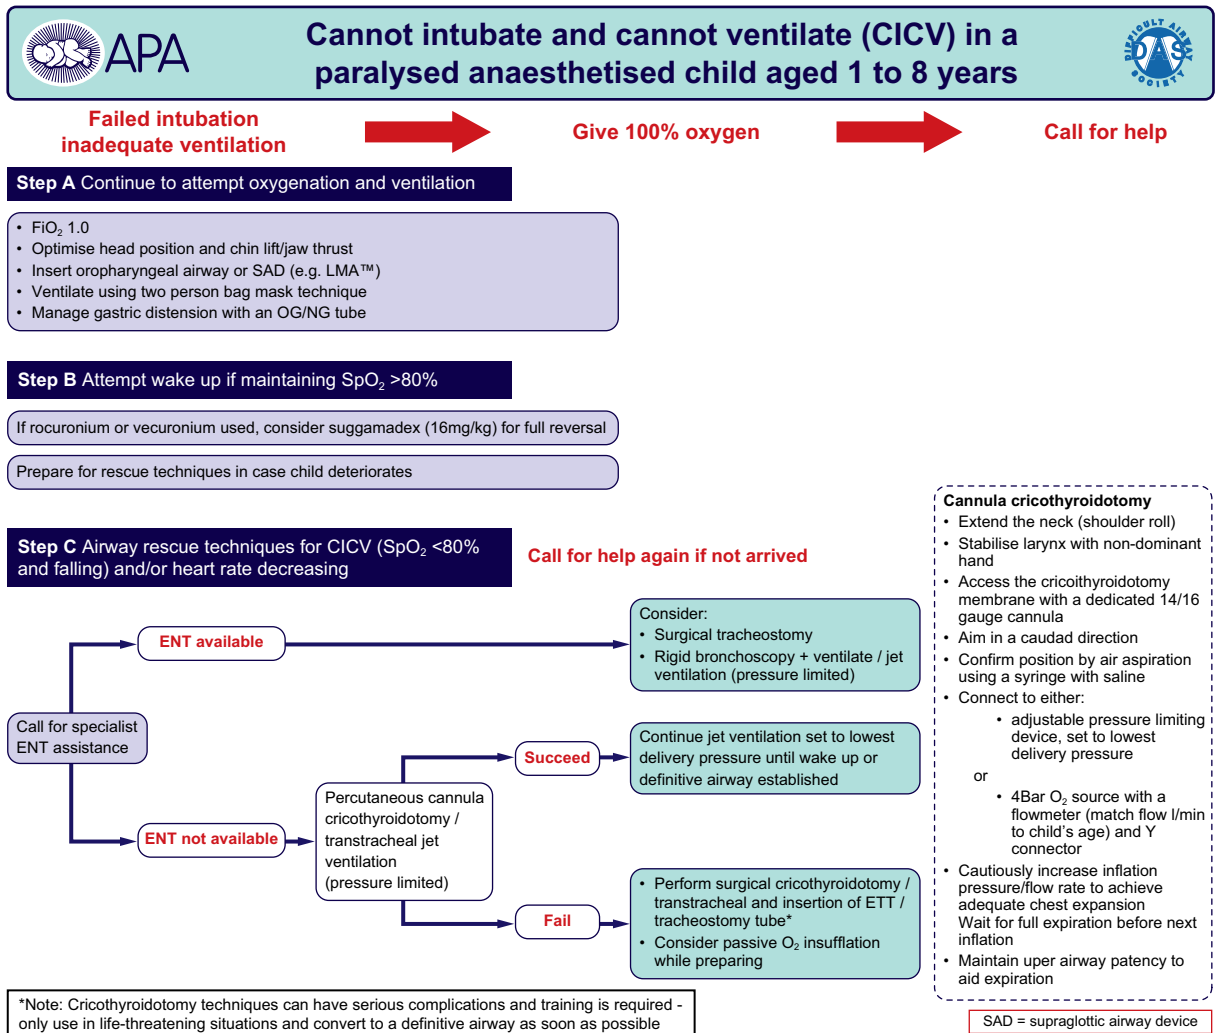 APA
Cannot intubate and cannot ventilate (CICV) in a
paralysed anaesthetised child aged 1 to 8 years
DIFFICULT AIRWAY
DAS
SOCIETY
Failed intubation
inadequate ventilation
Give 100% oxygen
Call for help
Step A Continue to attempt oxygenation and ventilation
• FiO2 1.0
• Optimise head position and chin lift/jaw thrust
• Insert oropharyngeal airway or SAD (e.g. LMA™)
• Ventilate using two person bag mask technique
• Manage gastric distension with an OG/NG tube
Step B Attempt wake up if maintaining SpO2 >80%
If rocuronium or vecuronium used, consider suggamadex (16mg/kg) for full reversal
Prepare for rescue techniques in case child deteriorates
Step C Airway rescue techniques for CICV (SpO2 <80%
and falling) and/or heart rate decreasing
Call for help again if not arrived
Call for specialist
ENT assistance
ENT available
Consider:
• Surgical tracheostomy
• Rigid bronchoscopy + ventilate / jet
ventilation (pressure limited)
ENT not available
Percutaneous cannula
cricothyroidotomy /
transtracheal jet
ventilation
(pressure limited)
Succeed
Continue jet ventilation set to lowest
delivery pressure until wake up or
definitive airway established
Fail
• Perform surgical cricothyroidotomy /
transtracheal and insertion of ETT /
tracheostomy tube*
• Consider passive O2 insufflation
while preparing
Cannula cricothyroidotomy
• Extend the neck (shoulder roll)
• Stabilise larynx with non-dominant
hand
• Access the cricoithyroidotomy
membrane with a dedicated 14/16
gauge cannula
• Aim in a caudad direction
• Confirm position by air aspiration
using a syringe with saline
• Connect to either:
• adjustable pressure limiting
device, set to lowest
delivery pressure
or
• 4Bar O2 source with a
flowmeter (match flow l/min
to child's age) and Y
connector
• Cautiously increase inflation
pressure/flow rate to achieve
adequate chest expansion
Wait for full expiration before next
inflation
• Maintain uper airway patency to
aid expiration
*Note: Cricothyroidotomy techniques can have serious complications and training is required -
only use in life-threatening situations and convert to a definitive airway as soon as possible
SAD = supraglottic airway device